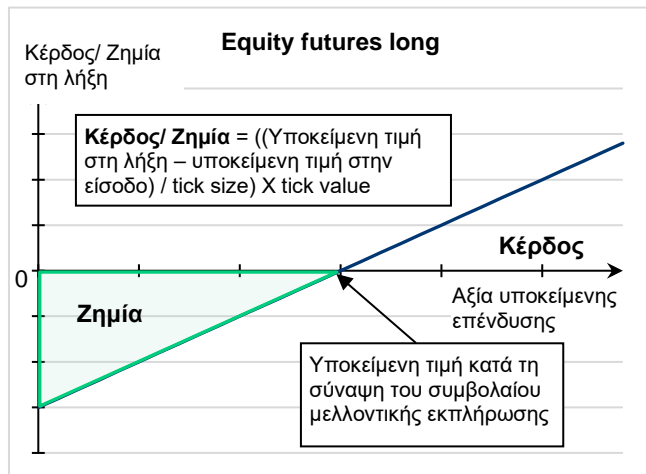 Equity futures long
Κέρδος/ Ζημία
στη λήξη
Κέρδος/ Ζημία = ((Υποκείμενη τιμή
στη λήξη – υποκείμενη τιμή στην
είσοδο) / tick size) X tick value
Κέρδος
0
Αξία υποκείμενης
επένδυσης
Ζημία
Υποκείμενη τιμή κατά τη
σύναψη του συμβολαίου
μελλοντικής εκπλήρωσης